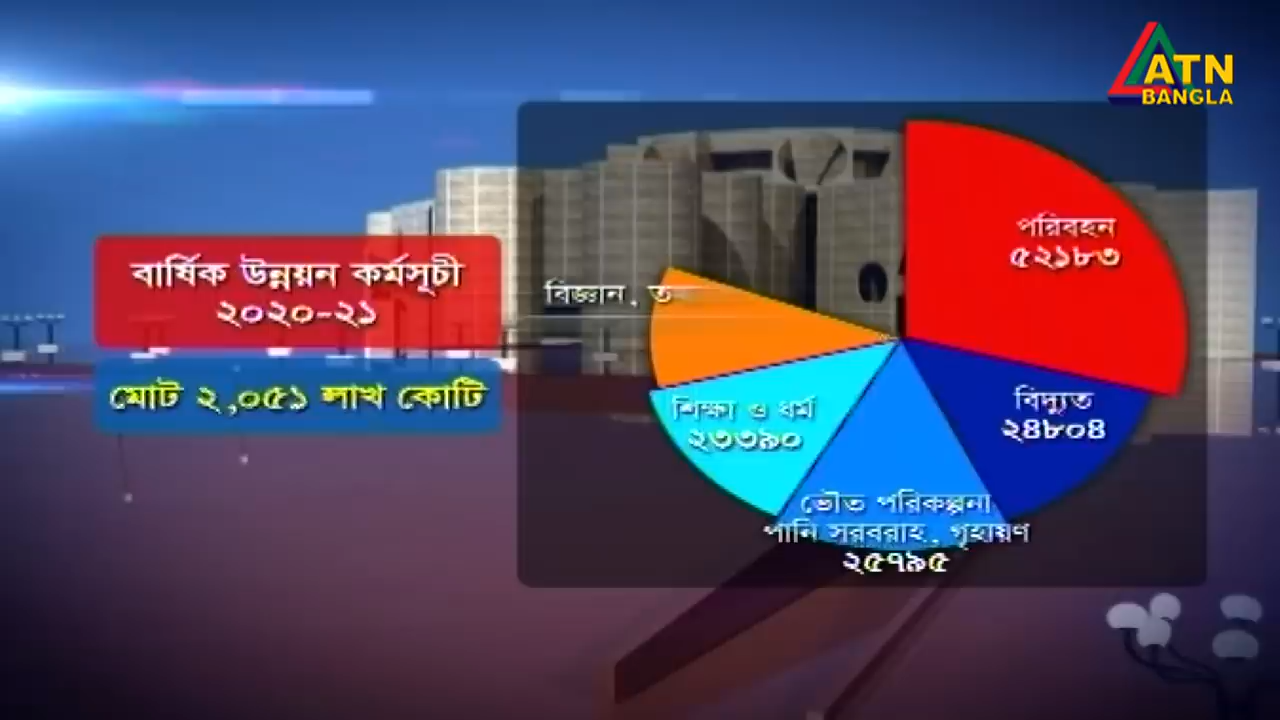 ATN
BANGLA
বার্ষিক উন্নয়ন কর্মসূচী
২০২০-২১
মোট ২,০৫১ লাখ কোটি
পরিবহন
৫২১৮৩
বিদ্যুত
২৪৮০৪
ভৌত পরিকল্পনা
পানি সরবরাহ, গৃহায়ণ
২৫৭৯৫
শিক্ষা ও ধর্ম
২৩৩৯০
বিজ্ঞান,